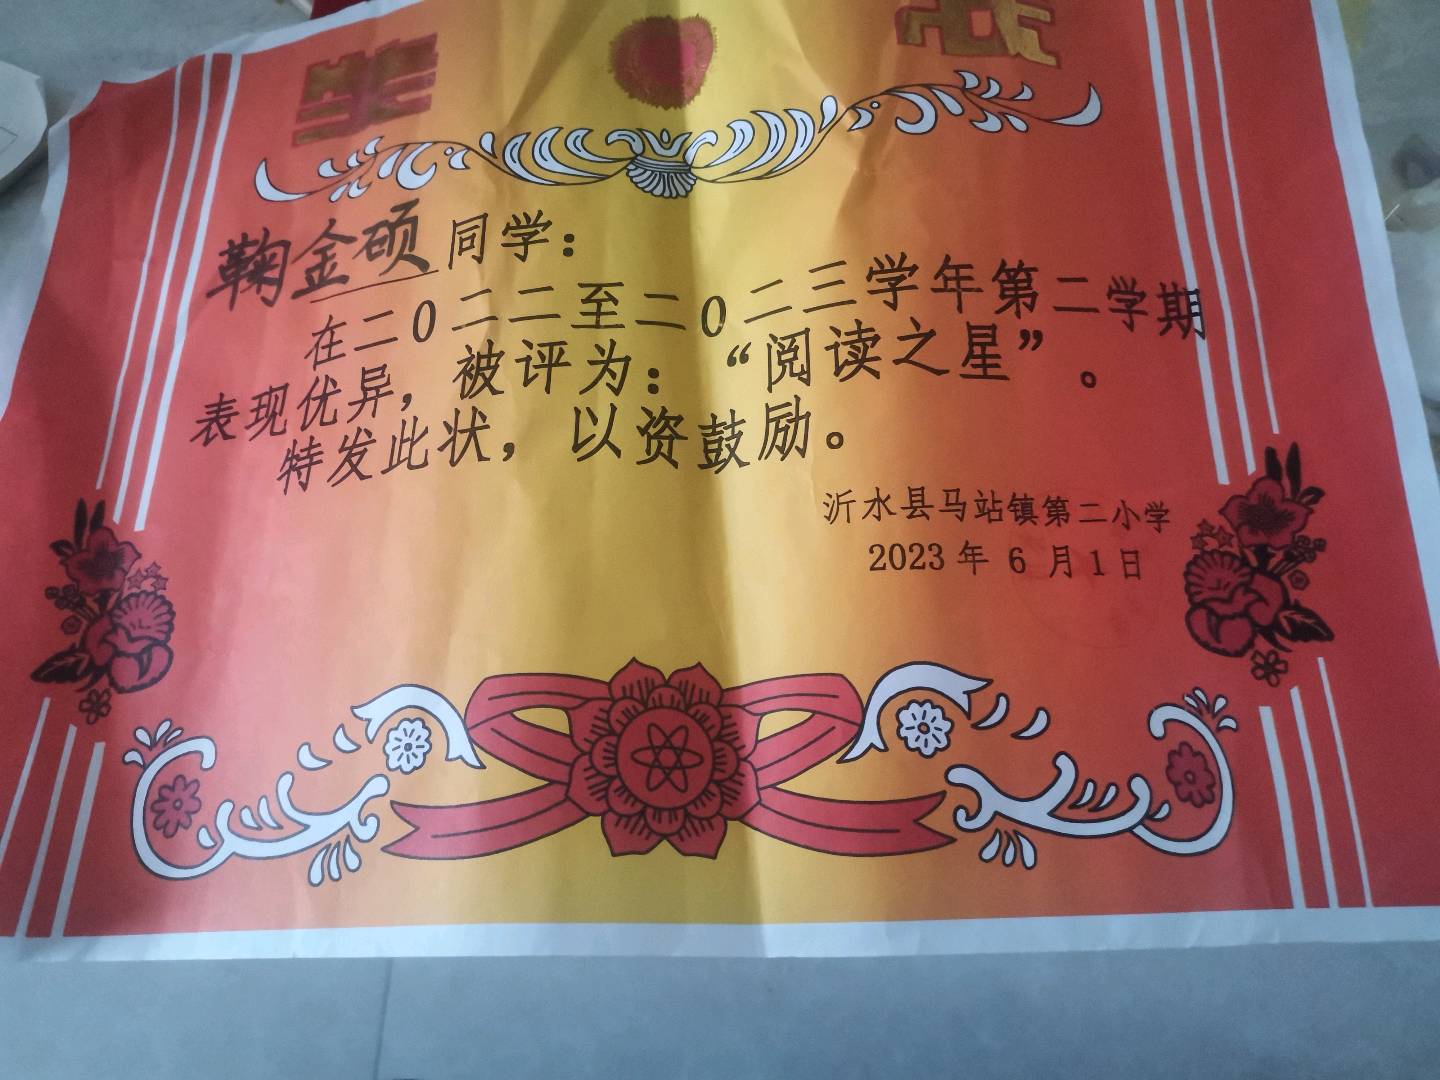 奖 状
鞠金硕同学：
在二0二二至二0二三学年第二学期
表现优异，被评为：“阅读之星”。
特发此状，以资鼓励。
沂水县马站镇第二小学
2023年6月1日